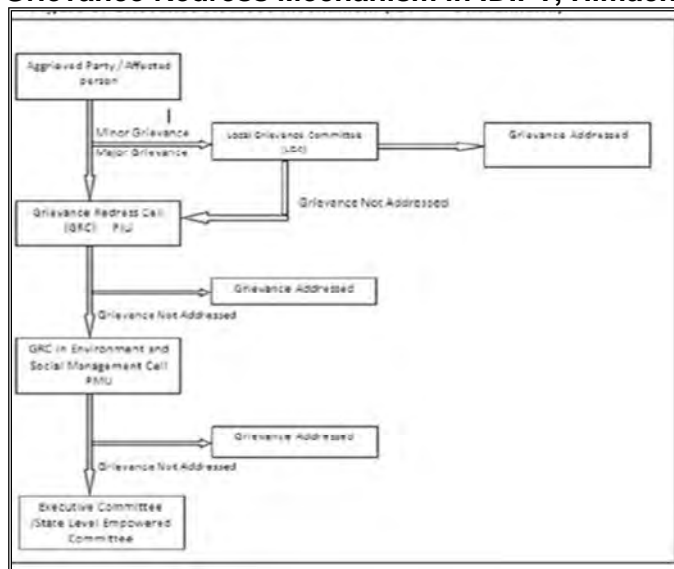 Grievance Redress Mechanism in IDIPT, Himach
Aggrieved Party / Affected
person
Minor Grievance
Major Grievance
Local Grievance Committee
(LGC)
Grievance Addressed
Grievance Not Addressed
Grievance Redress Cell
(GRC) PIU
Grievance Addressed
Grievance Not Addressed
GRC in Environment and
Social Management Cell
PMU
Grievance Addressed
Grievance Not Addressed
Executive Committee
/State Level Empowered
Committee